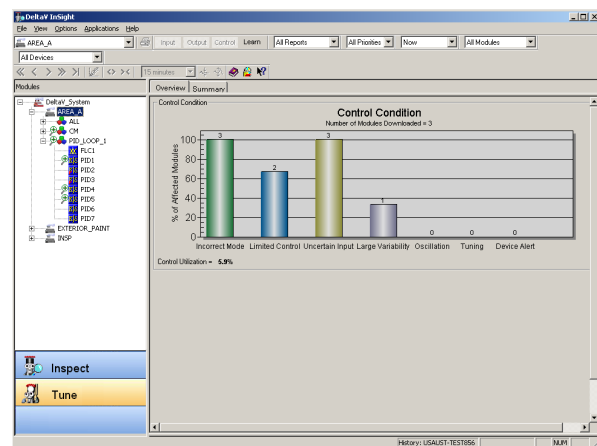 DeltaV InSight
File View Options Applications Help
AREA_A Input Output Control Learn All Reports All Priorities Now All Modules
All Devices
15 minutes
Modules
Overview Summary
DeltaV_System
AREA_A
ALL
CM
PID_LOOP_1
FLC1
PID1
PID2
PID3
PID4
PID5
PID6
PID7
EXTERIOR_PAINT
INSP
Control Condition
Control Condition
Number of Modules Downloaded = 3
% of Affected Modules
100
80
60
40
20
0
3 2 3 1 0 0 0
Incorrect Mode Limited Control Uncertain Input Large Variability Oscillation Tuning Device Alert
Control Utilization = 5.9%
Inspect
Tune
History: USAUST-TEST856 NUM